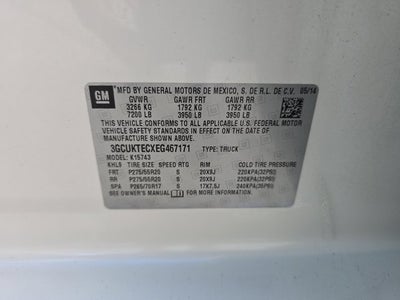 GM
MFD BY GENERAL MOTORS DE MEXICO, S. DE R.L. DE C.V. 05/14
GVWR GAWR FRT GAWR RR
3266 KG 1792 KG 1792 KG
7200 LB 3950 LB 3950 LB
THIS VEHICLE CONFORMS TO ALL APPLICABLE U.S. FEDERAL MOTOR
VEHICLE SAFETY STANDARDS IN EFFECT ON THE DATE OF
MANUFACTURE SHOWN ABOVE.
3GCUKTECXEG467171 TYPE: TRUCK
MODEL: K15743
TIRE SIZE SPEED RTG RIM COLD TIRE PRESSURE
FRT P275/55R20 S 20X9J 220KPA(32PSI)
RR P275/55R20 S 20X9J 220KPA(32PSI)
SPA P265/70R17 S 17X7.5J 240KPA(35PSI)
SEE OWNER'S MANUAL FOR MORE INFORMATION.